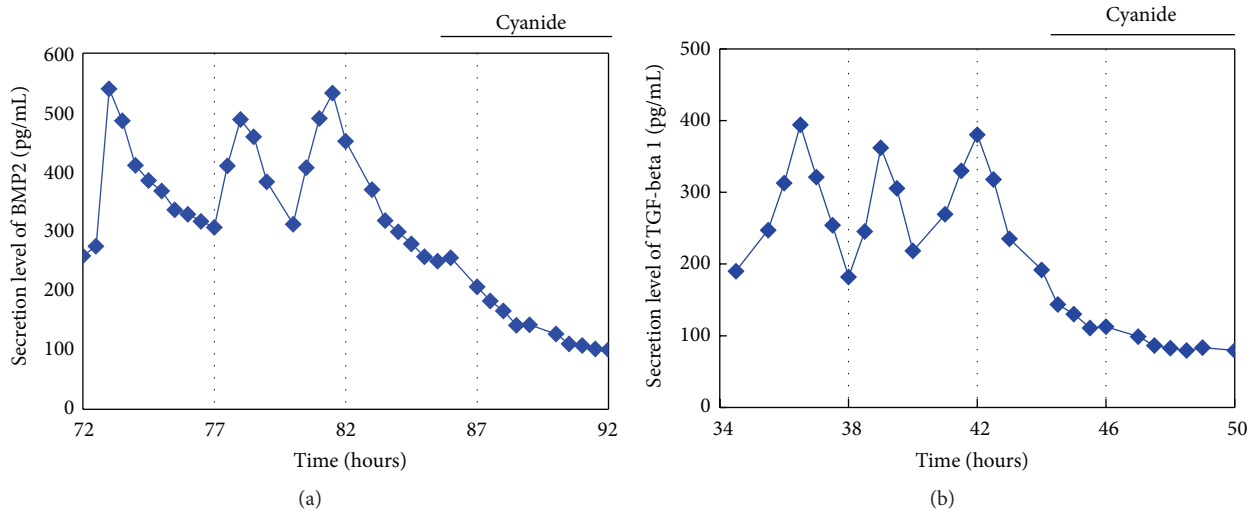 Cyanide
600
500
400
300
200
100
0
Secretion level of BMP2 (pg/mL)
72 77 82 87 92
Time (hours)
(a)
Cyanide
500
400
300
200
100
0
Secretion level of TGF-beta 1 (pg/mL)
34 38 42 46 50
Time (hours)
(b)